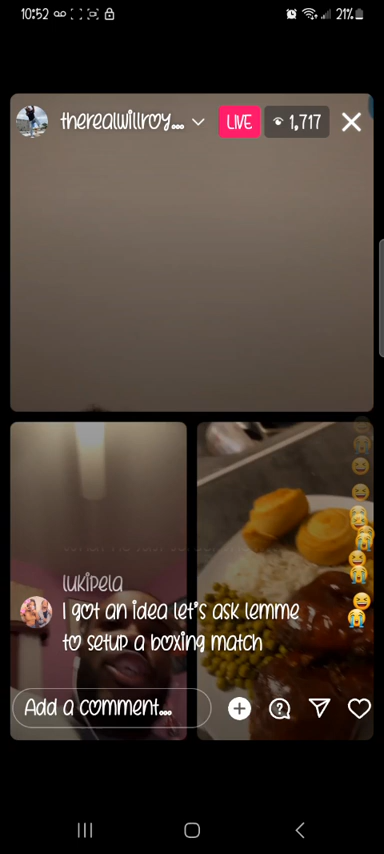 10:52
21%
therealwillroy...
LIVE
1,717
lukipela
I got an idea let's ask lemme
to setup a boxing match
Add a comment...